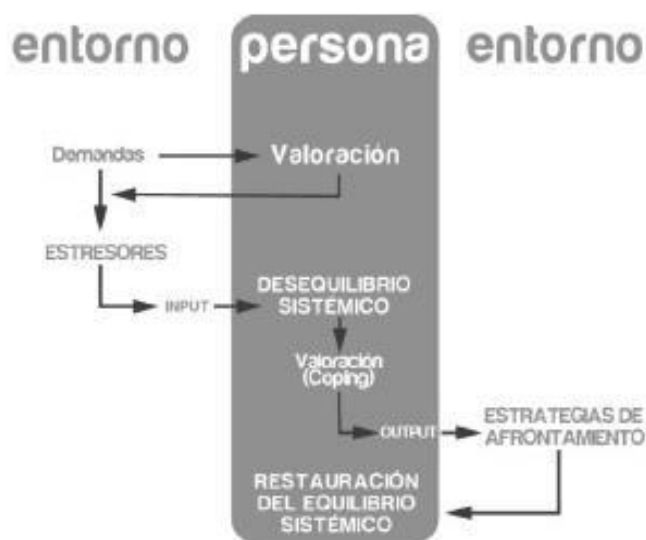 entorno persona entorno
Demandas Valoración
ESTRESORES
DESEQUILIBRIO
INPUT SISTÉMICO
Valoración
(Coping)
ESTRATEGIAS DE
OUTPUT AFRONTAMIENTO
RESTAURACIÓN
DEL EQUILIBRIO
SISTÉMICO